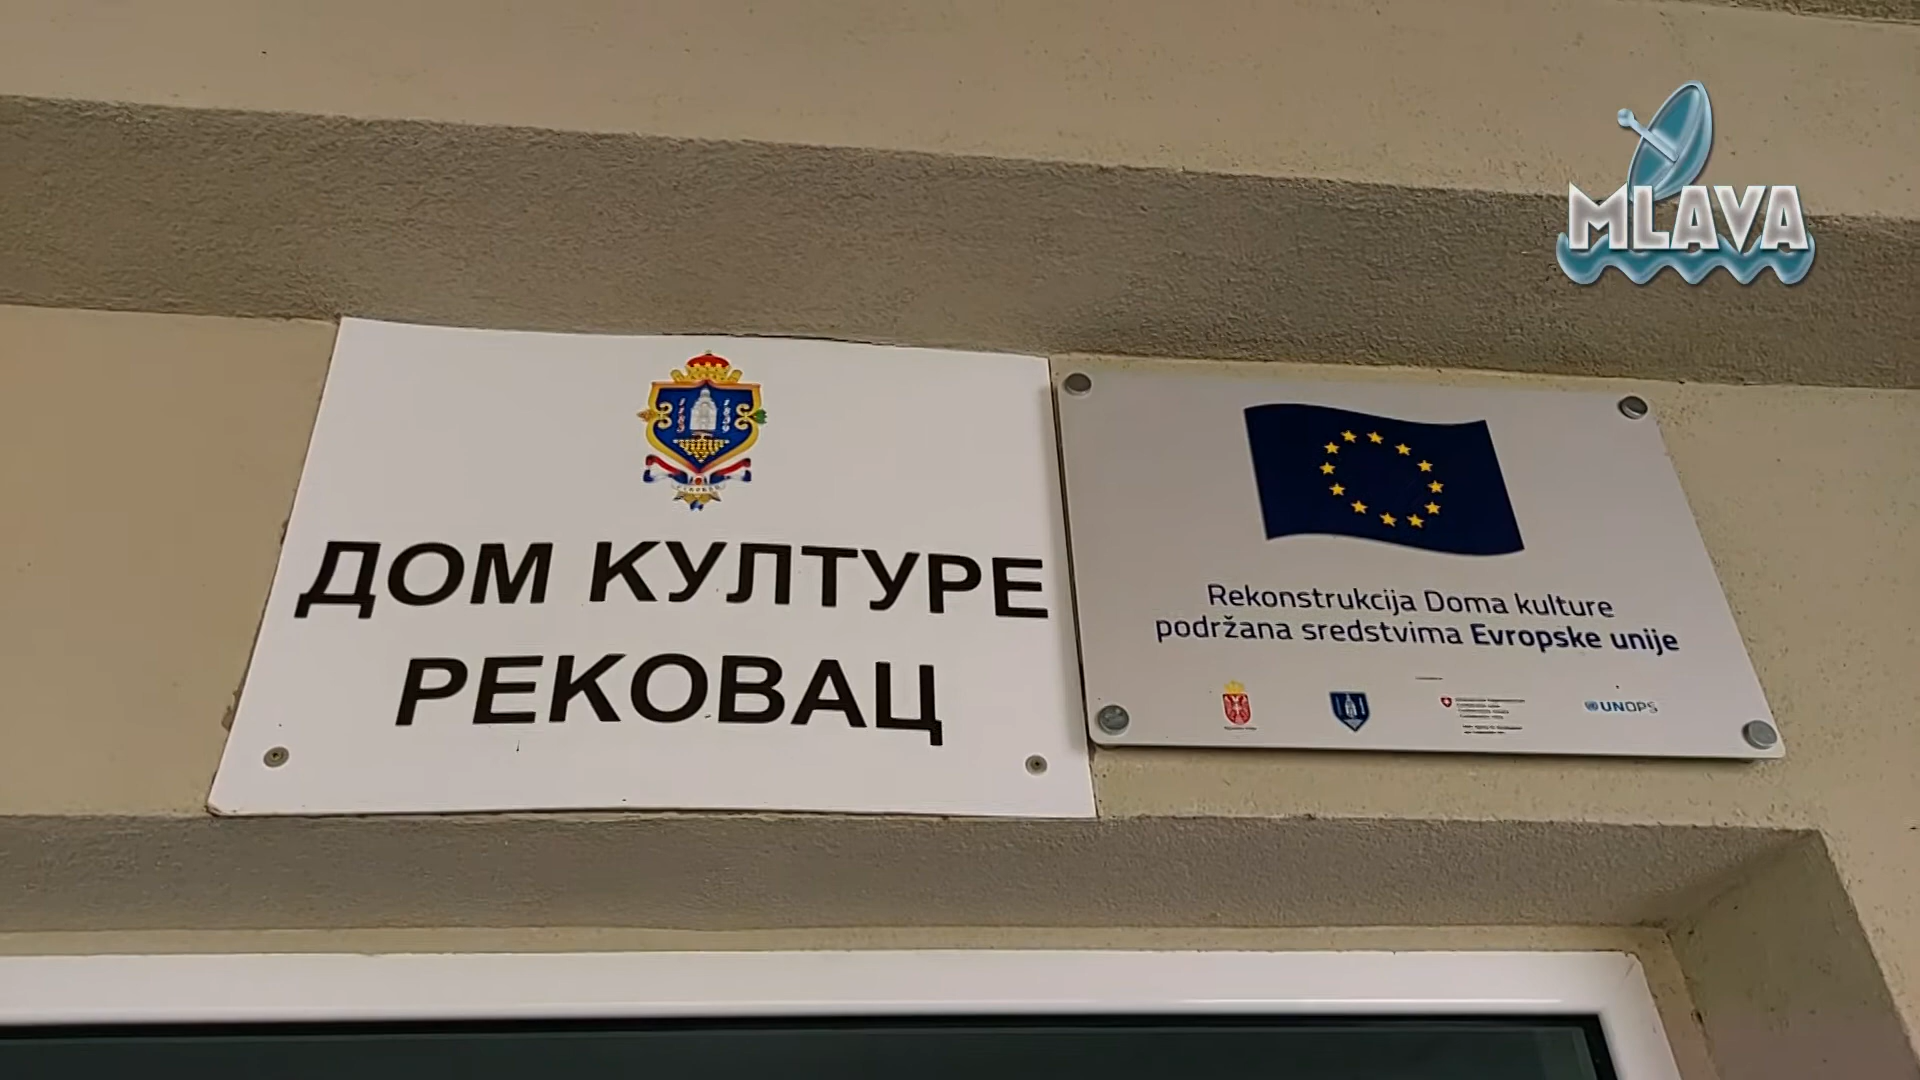 MLAVA
ДОМ КУЛТУРЕ
РЕКОВАЦ
Rekonstrukcija Doma kulture
podržana sredstvima Evropske unije
UNOPS